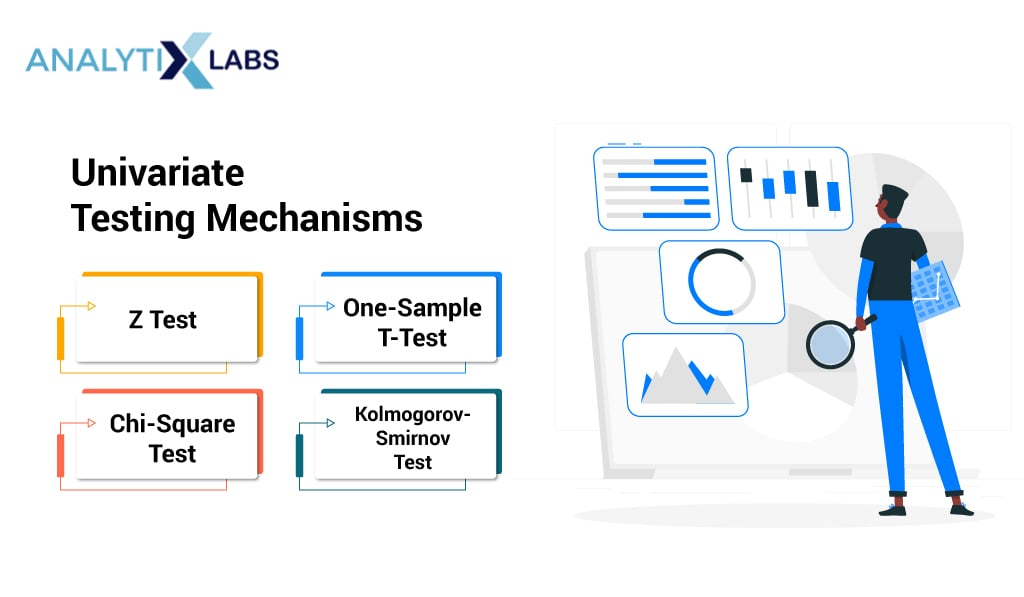 ANALYTIXLABS
Univariate
Testing Mechanisms
Z Test
One-Sample
T-Test
Chi-Square
Test
Kolmogorov-
Smirnov
Test